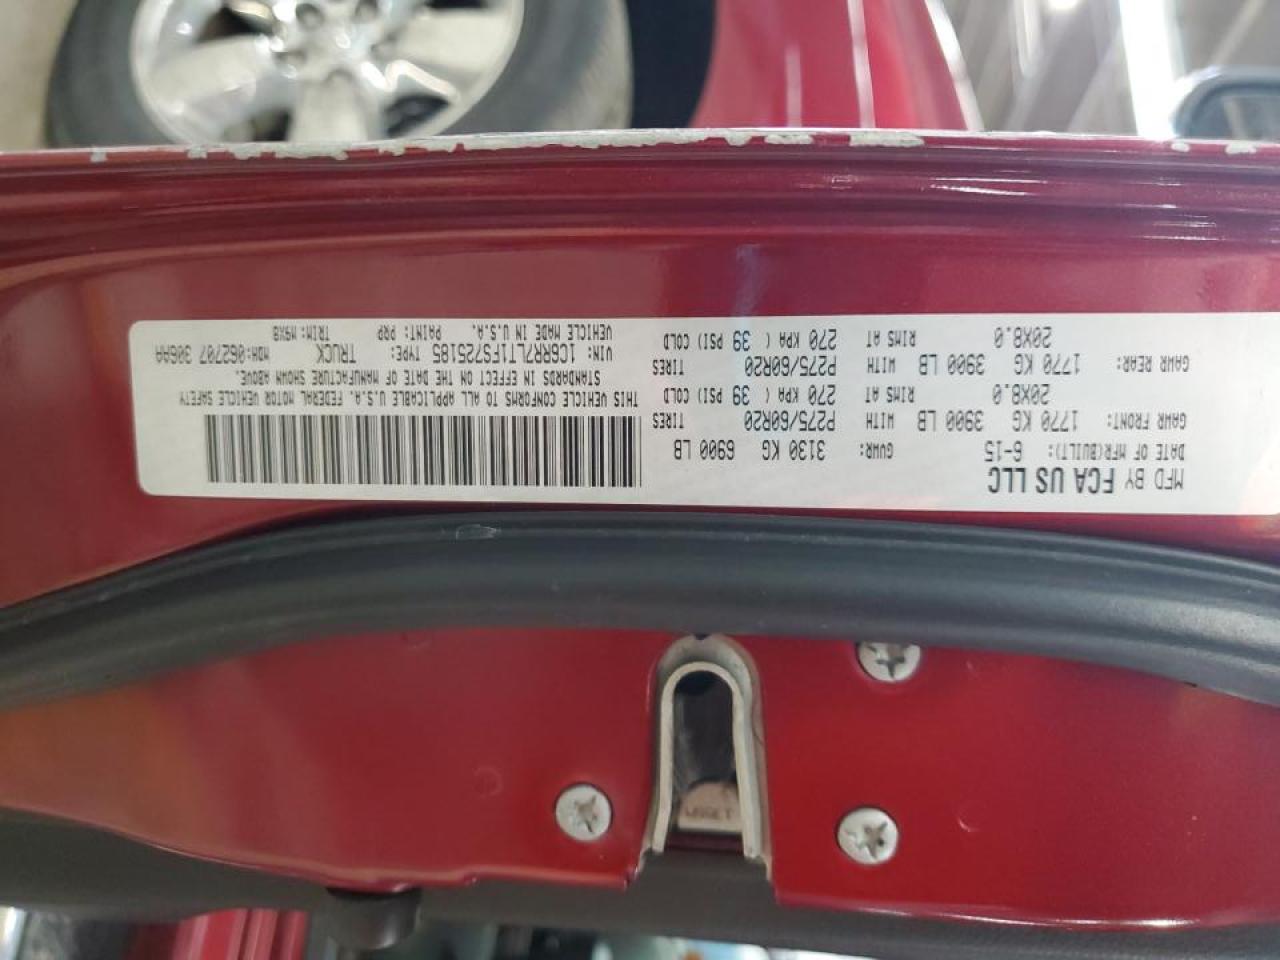 MFD BY FCA US LLC
DATE OF MFR(BUILT): 6-15 GVWR: 3130 KG 6900 LB
GAWR FRONT: 1770 KG 3900 LB WITH P275/60R20 TIRES
20X8.0 RIMS AT 270 KPA ( 39 PSI) COLD
GAWR REAR: 1770 KG 3900 LB WITH P275/60R20 TIRES
20X8.0 RIMS AT 270 KPA ( 39 PSI) COLD
THIS VEHICLE CONFORMS TO ALL APPLICABLE U.S.A. FEDERAL MOTOR VEHICLE SAFETY
STANDARDS IN EFFECT ON THE DATE OF MANUFACTURE SHOWN ABOVE.
VIN: 1C6RR7LT1FS725185 TYPE: TRUCK MDH: 062707 306AA
VEHICLE MADE IN U.S.A. PAINT: PRP TRIM: M9X8